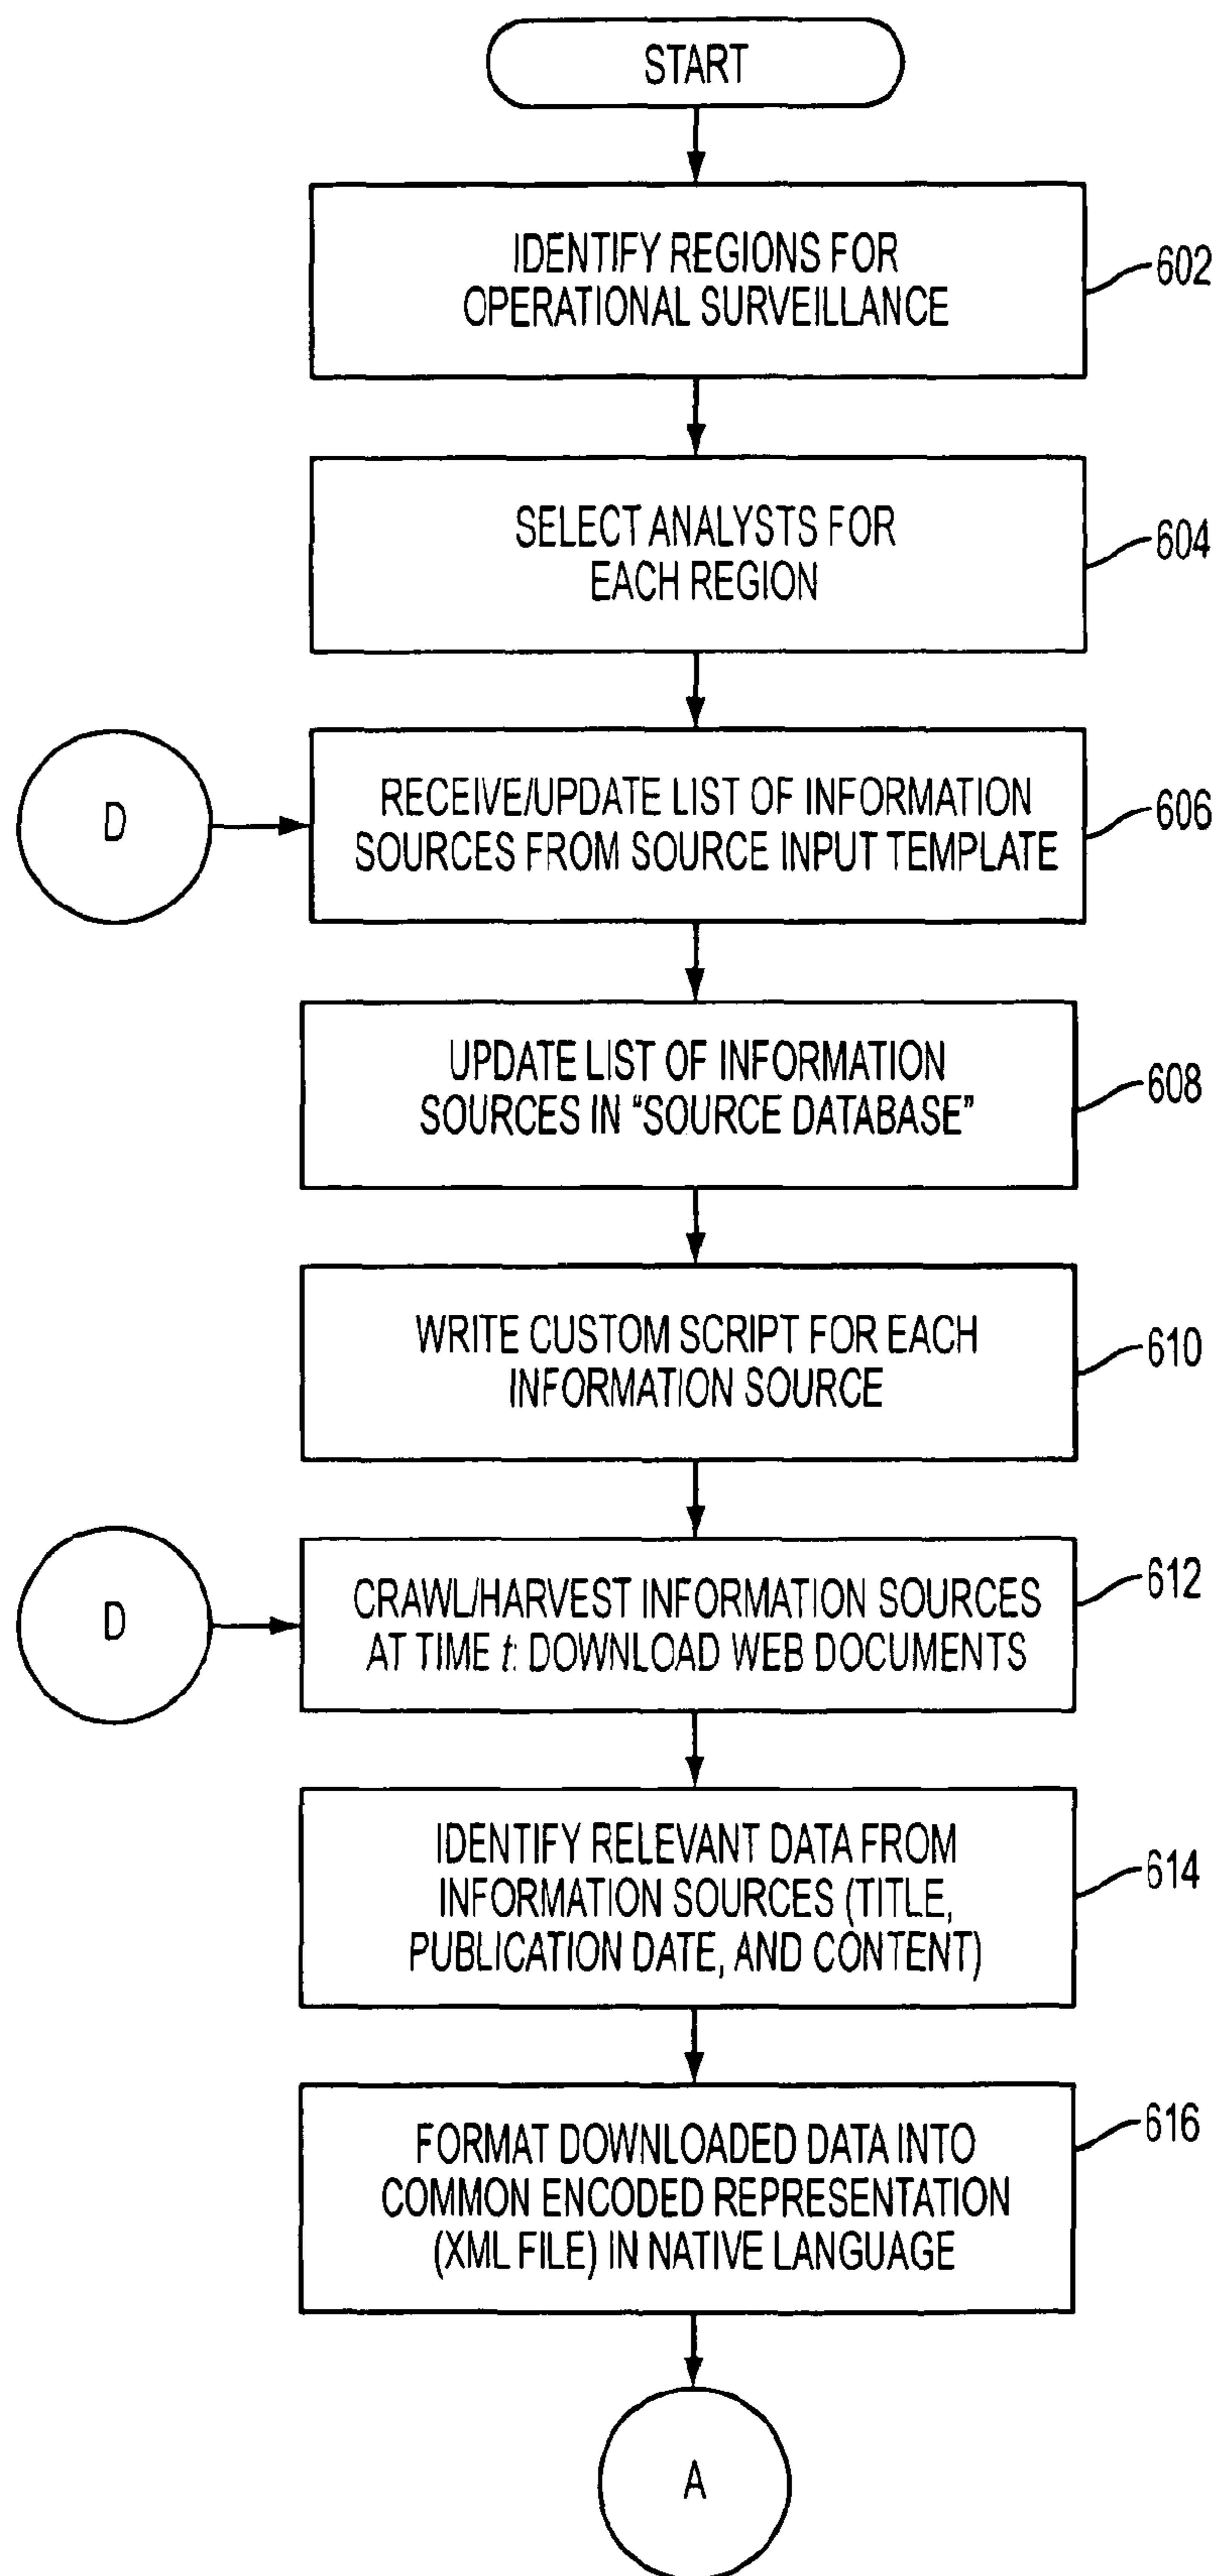 START
IDENTIFY REGIONS FOR
OPERATIONAL SURVEILLANCE
602
SELECT ANALYSTS FOR
EACH REGION
604
D
RECEIVE/UPDATE LIST OF INFORMATION
SOURCES FROM SOURCE INPUT TEMPLATE
606
UPDATE LIST OF INFORMATION
SOURCES IN “SOURCE DATABASE”
608
WRITE CUSTOM SCRIPT FOR EACH
INFORMATION SOURCE
610
D
CRAWL/HARVEST INFORMATION SOURCES
AT TIME t: DOWNLOAD WEB DOCUMENTS
612
IDENTIFY RELEVANT DATA FROM
INFORMATION SOURCES (TITLE,
PUBLICATION DATE, AND CONTENT)
614
FORMAT DOWNLOADED DATA INTO
COMMON ENCODED REPRESENTATION
(XML FILE) IN NATIVE LANGUAGE
616
A